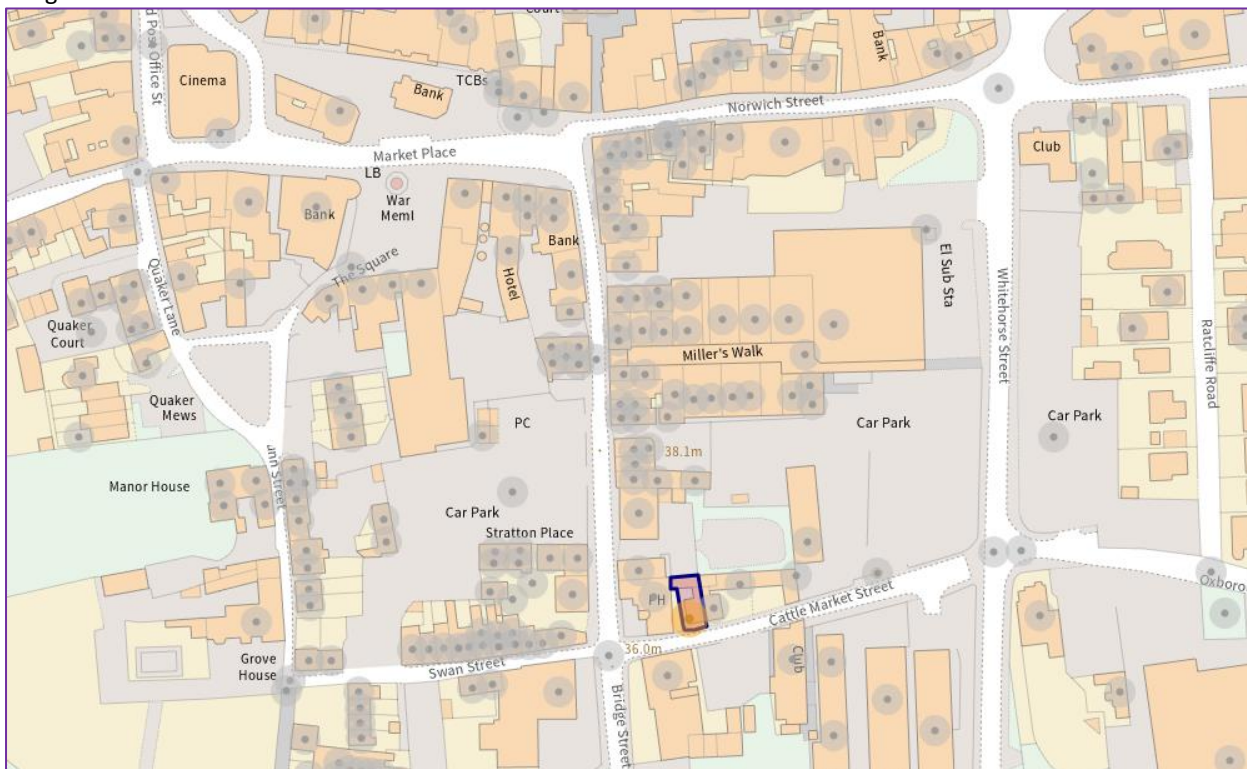 Court
d Post Office St
Cinema
TCBs
Bank
Bank
Norwich Street
Market Place
Club
LB
War
Meml
Bank
Bank
The Square
Hotel
El Sub Sta
Quaker Lane
Quaker
Court
Whitehorse Street
Miller's Walk
Ratcliffe Road
Quaker
Mews
PC
Car Park
Car Park
38.1m
unn Street
Manor House
Car Park
Stratton Place
Oxboro
PH
Cattle Market Street
36.0m
Club
Grove
House
Swan Street
Bridge Street